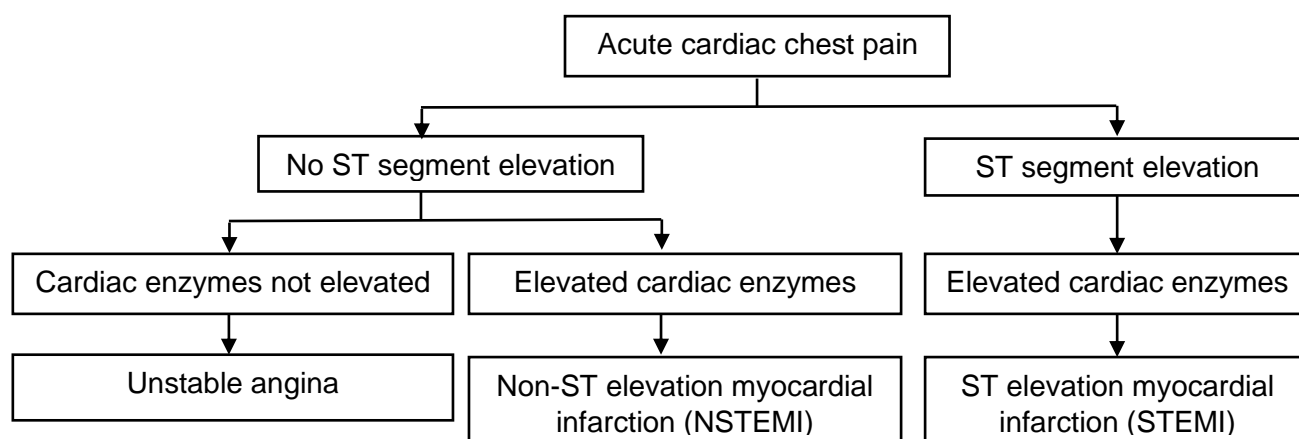 Acute cardiac chest pain
No ST segment elevation
ST segment elevation
Cardiac enzymes not elevated
Elevated cardiac enzymes
Elevated cardiac enzymes
Unstable angina
Non-ST elevation myocardial
infarction (NSTEMI)
ST elevation myocardial
infarction (STEMI)